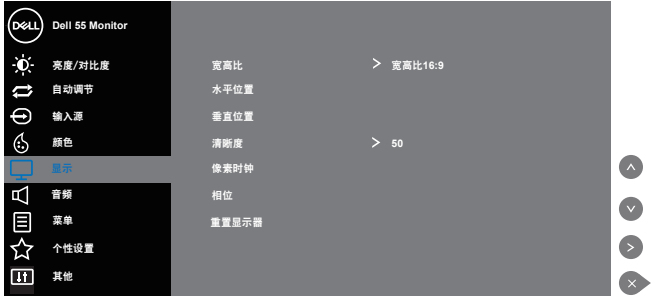 DELL
Dell 55 Monitor
亮度/对比度
自动调节
输入源
颜色
显示
音频
菜单
个性设置
其他
宽高比 > 宽高比16:9
水平位置
垂直位置
清晰度 > 50
像素时钟
相位
重置显示器